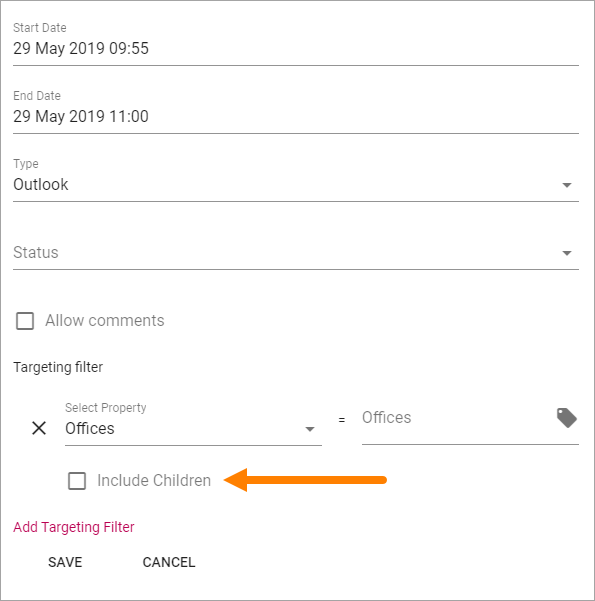 Start Date
29 May 2019 09:55
End Date
29 May 2019 11:00
Type
Outlook
Status
Allow comments
Targeting filter
Select Property
Offices = Offices
Include Children
Add Targeting Filter
SAVE CANCEL